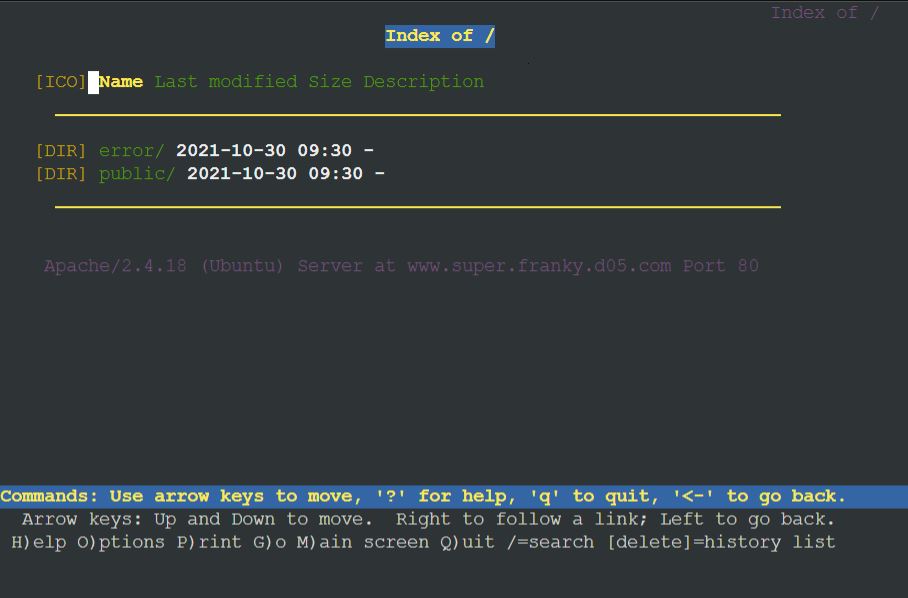 Index of /
Index of /
[ICO] Name Last modified Size Description
[DIR] error/ 2021-10-30 09:30 -
[DIR] public/ 2021-10-30 09:30 -
Apache/2.4.18 (Ubuntu) Server at www.super.franky.d05.com Port 80
Commands: Use arrow keys to move, '?' for help, 'q' to quit, '<-' to go back.
Arrow keys: Up and Down to move.  Right to follow a link; Left to go back.
H)elp O)ptions P)rint G)o M)ain screen Q)uit /=search [delete]=history list